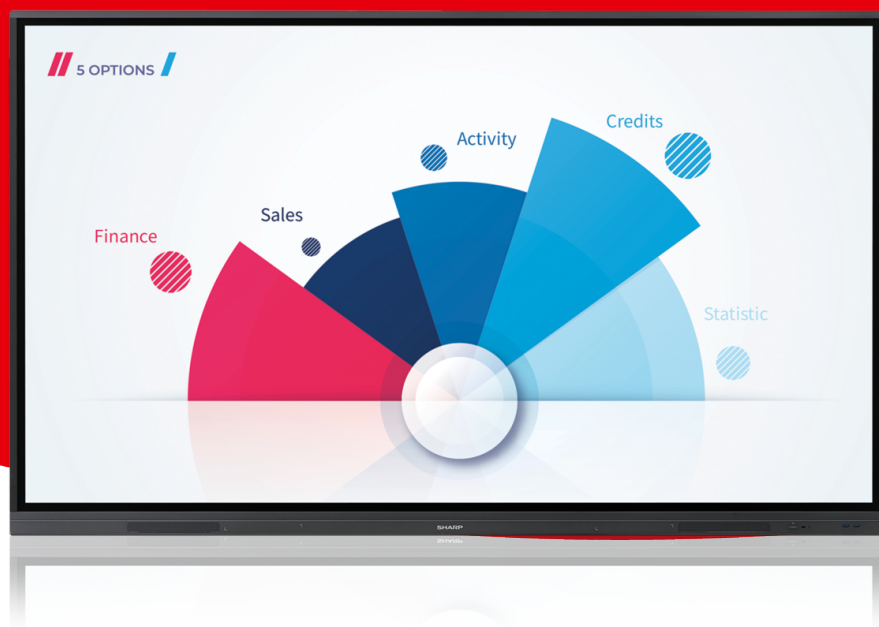 5 OPTIONS
Credits
Activity
Sales
Finance
Statistic
SHARP